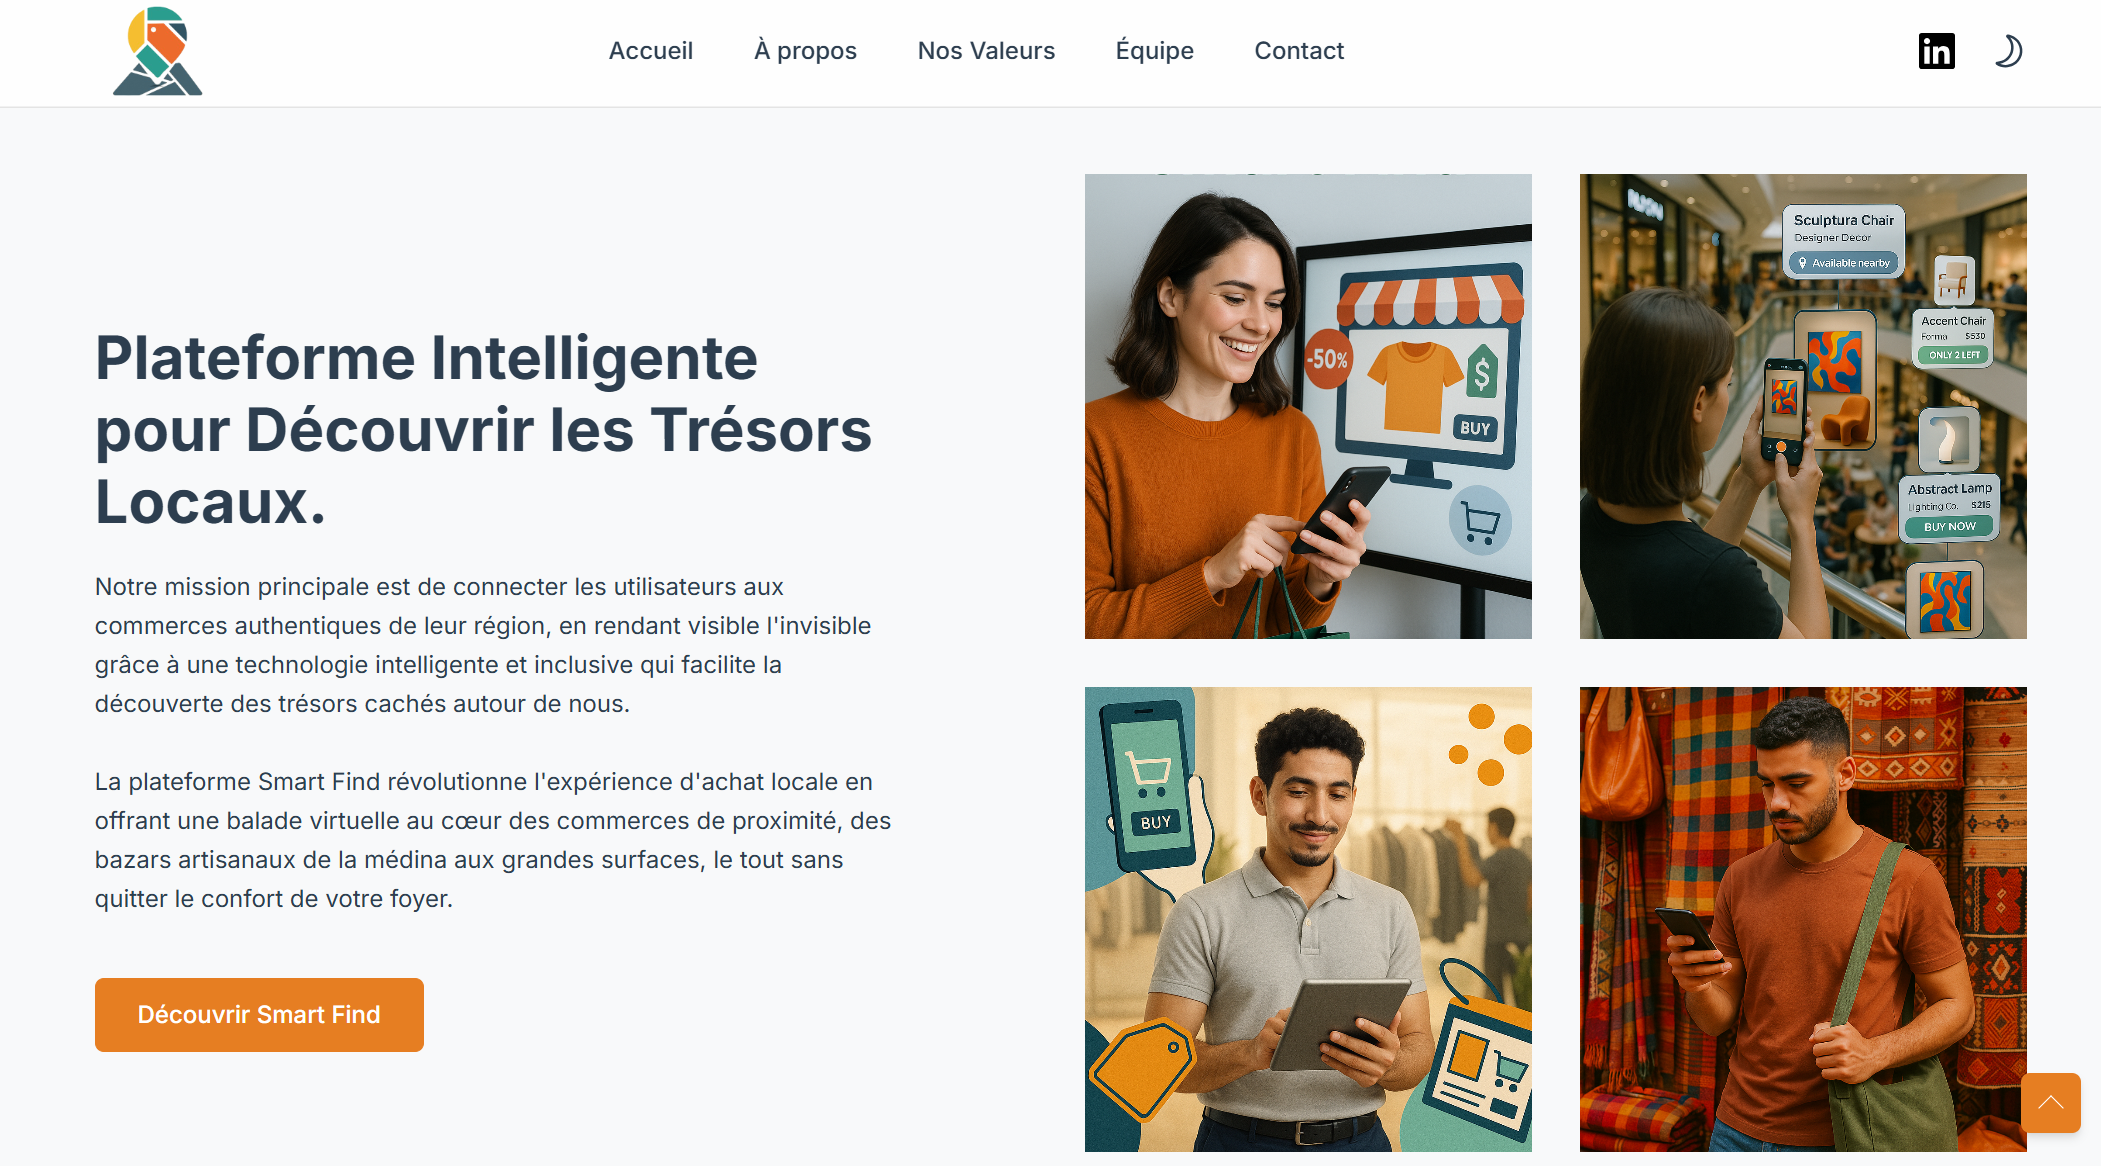 Accueil
À propos
Nos Valeurs
Équipe
Contact
in
Plateforme Intelligente
pour Découvrir les Trésors
Locaux.
Notre mission principale est de connecter les utilisateurs aux
commerces authentiques de leur région, en rendant visible l'invisible
grâce à une technologie intelligente et inclusive qui facilite la
découverte des trésors cachés autour de nous.
La plateforme Smart Find révolutionne l'expérience d'achat locale en
offrant une balade virtuelle au cœur des commerces de proximité, des
bazars artisanaux de la médina aux grandes surfaces, le tout sans
quitter le confort de votre foyer.
Découvrir Smart Find
-50%
$
BUY
Sculptura Chair
Designer Decor
Available nearby
Accent Chair
Forma $530
ONLY 2 LEFT
Abstract Lamp
Lighting Co. $215
BUY NOW
BUY